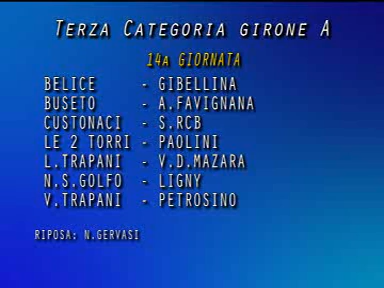 TERZA CATEGORIA GIRONE A
14a GIORNATA
BELICE - GIBELLINA
BUSETO - A.FAVIGNANA
CUSTONACI - S.RCB
LE 2 TORRI - PAOLINI
L.TRAPANI - V.D.MAZARA
N.S.GOLFO - LIGNY
V.TRAPANI - PETROSINO
RIPOSA: N.GERVASI